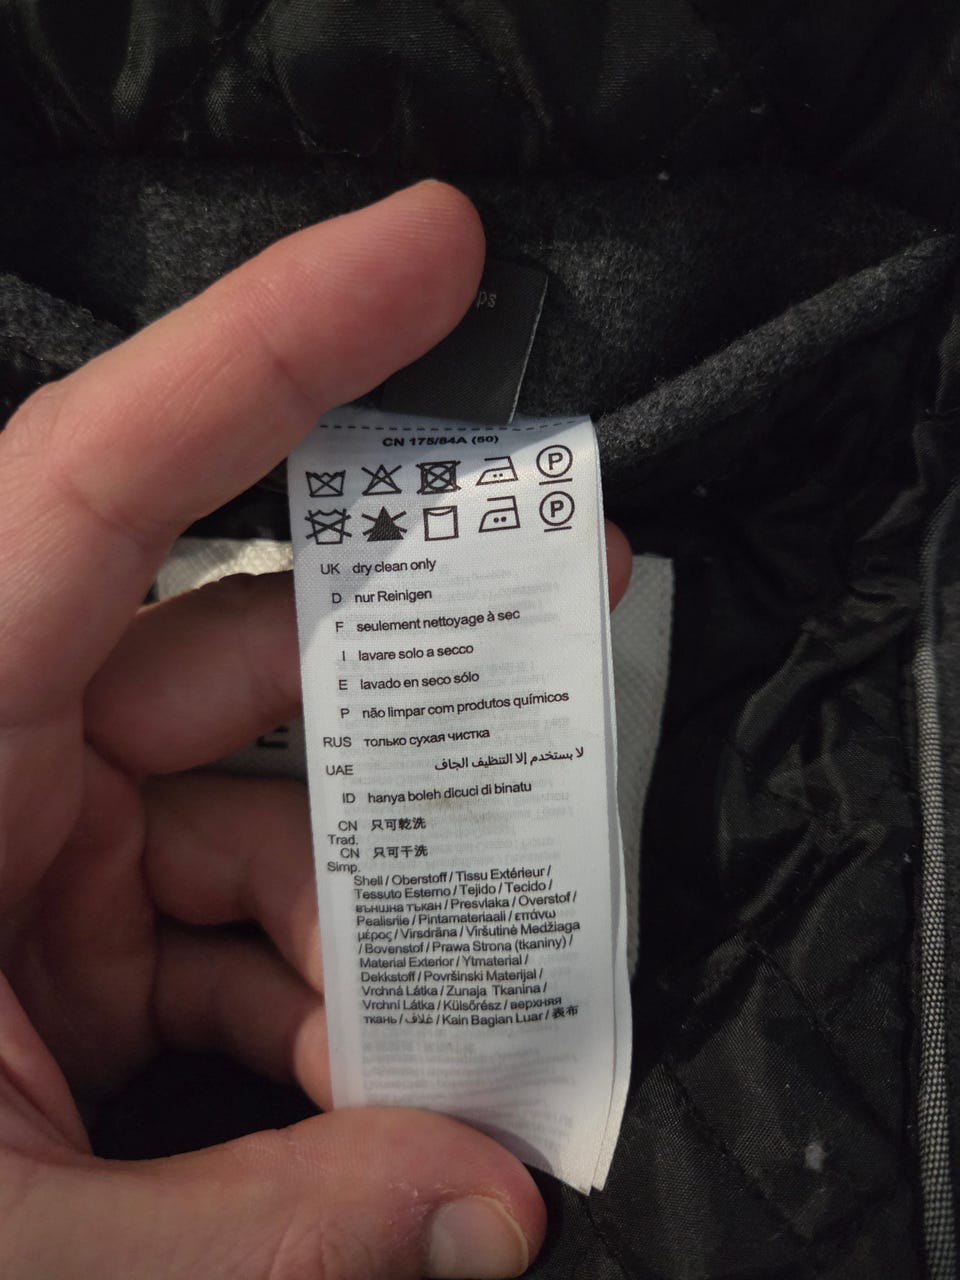 CN 175/84A (50)
P
P
UK dry clean only
D nur Reinigen
F seulement nettoyage à sec
I lavare solo a secco
E lavado en seco sólo
P não limpar com produtos químicos
RUS только сухая чистка
UAE لا يستخدم إلا التنظيف الجاف
ID hanya boleh dicuci di binatu
CN Trad. 只可乾洗
CN Simp. 只可干洗
Shell / Oberstoff / Tissu Extérieur /
Tessuto Esterno / Tejido / Tecido /
външна тъкан / Presvlaka / Overstof /
Pealisriie / Pintamateriaali / επάνω
μέρος / Virsdrāna / Viršutinė Medžiaga
/ Bovenstof / Prawa Strona (tkaniny) /
Material Exterior / Ytmaterial /
Dekkstoff / Površinski Materijal /
Vrchná Látka / Zunaja Tkanina /
Vrchní Látka / Külsőrész / верхняя
ткань / غلاف / Kain Bagian Luar / 表布